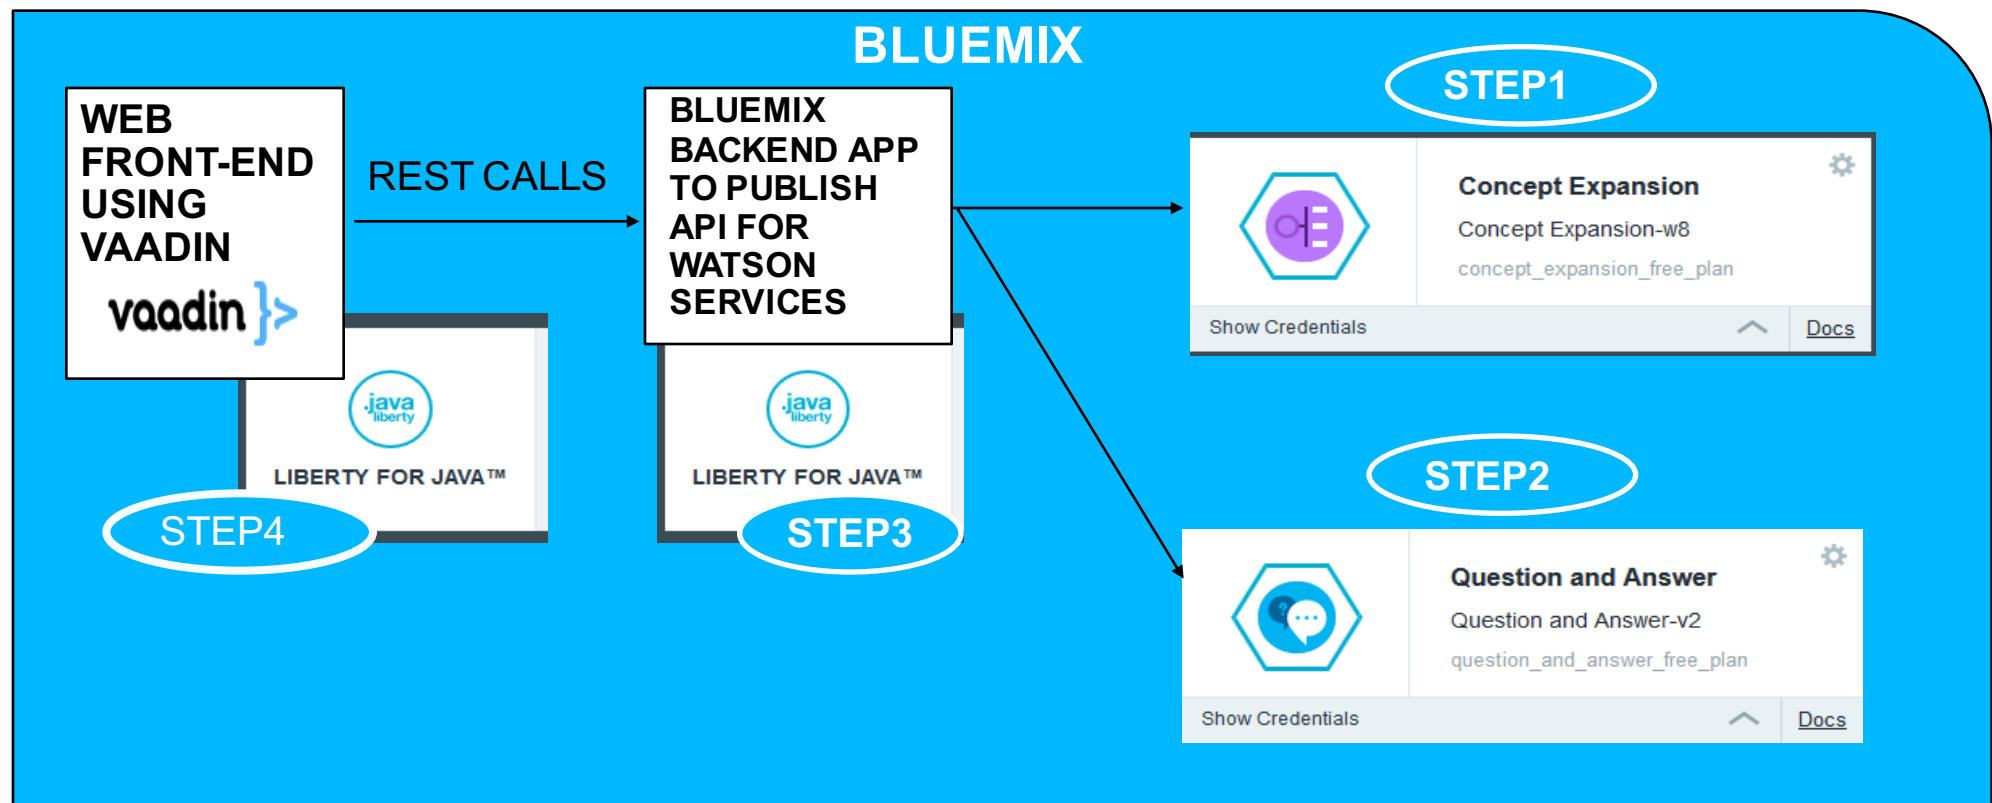 BLUEMIX
WEB
FRONT-END
USING
VAADIN
vaadin }>
REST CALLS
BLUEMIX
BACKEND APP
TO PUBLISH
API FOR
WATSON
SERVICES
STEP1
Concept Expansion
Concept Expansion-w8
concept_expansion_free_plan
Show Credentials
Docs
.java
liberty
LIBERTY FOR JAVA™
STEP4
.java
liberty
LIBERTY FOR JAVA™
STEP3
STEP2
?
Question and Answer
Question and Answer-v2
question_and_answer_free_plan
Show Credentials
Docs